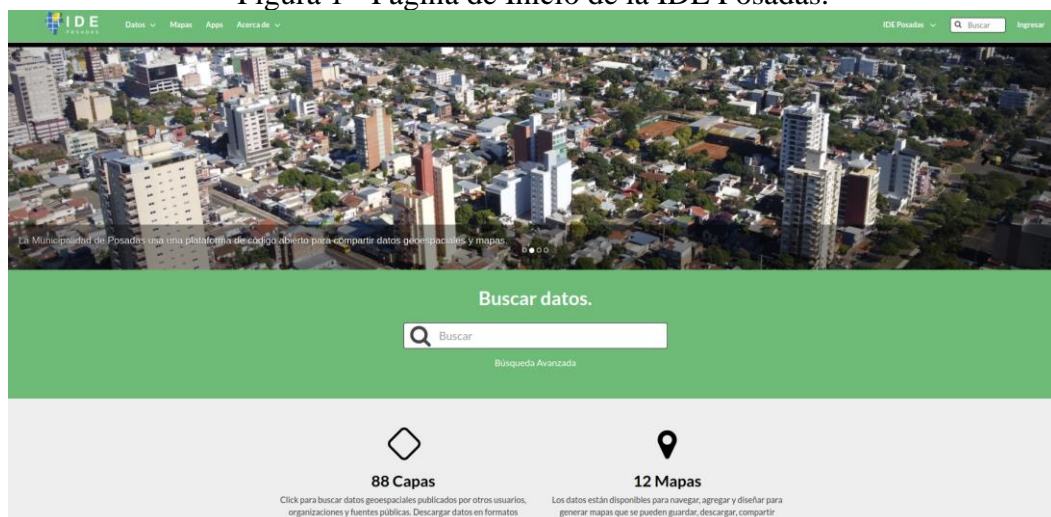 Figura 1 - Página de Inicio de la IDE Posadas.
IDE
POSADAS
Datos
Mapas
Apps
Acerca de
IDE Posadas
Buscar
Ingresar
La Municipalidad de Posadas usa una plataforma de código abierto para compartir datos geoespaciales y mapas.
Buscar datos.
Buscar
Búsqueda Avanzada
88 Capas
Click para buscar datos geoespaciales publicados por otros usuarios,
organizaciones y fuentes públicas. Descargar datos en formatos
12 Mapas
Los datos están disponibles para navegar, agregar y diseñar para
generar mapas que se pueden guardar, descargar, compartir